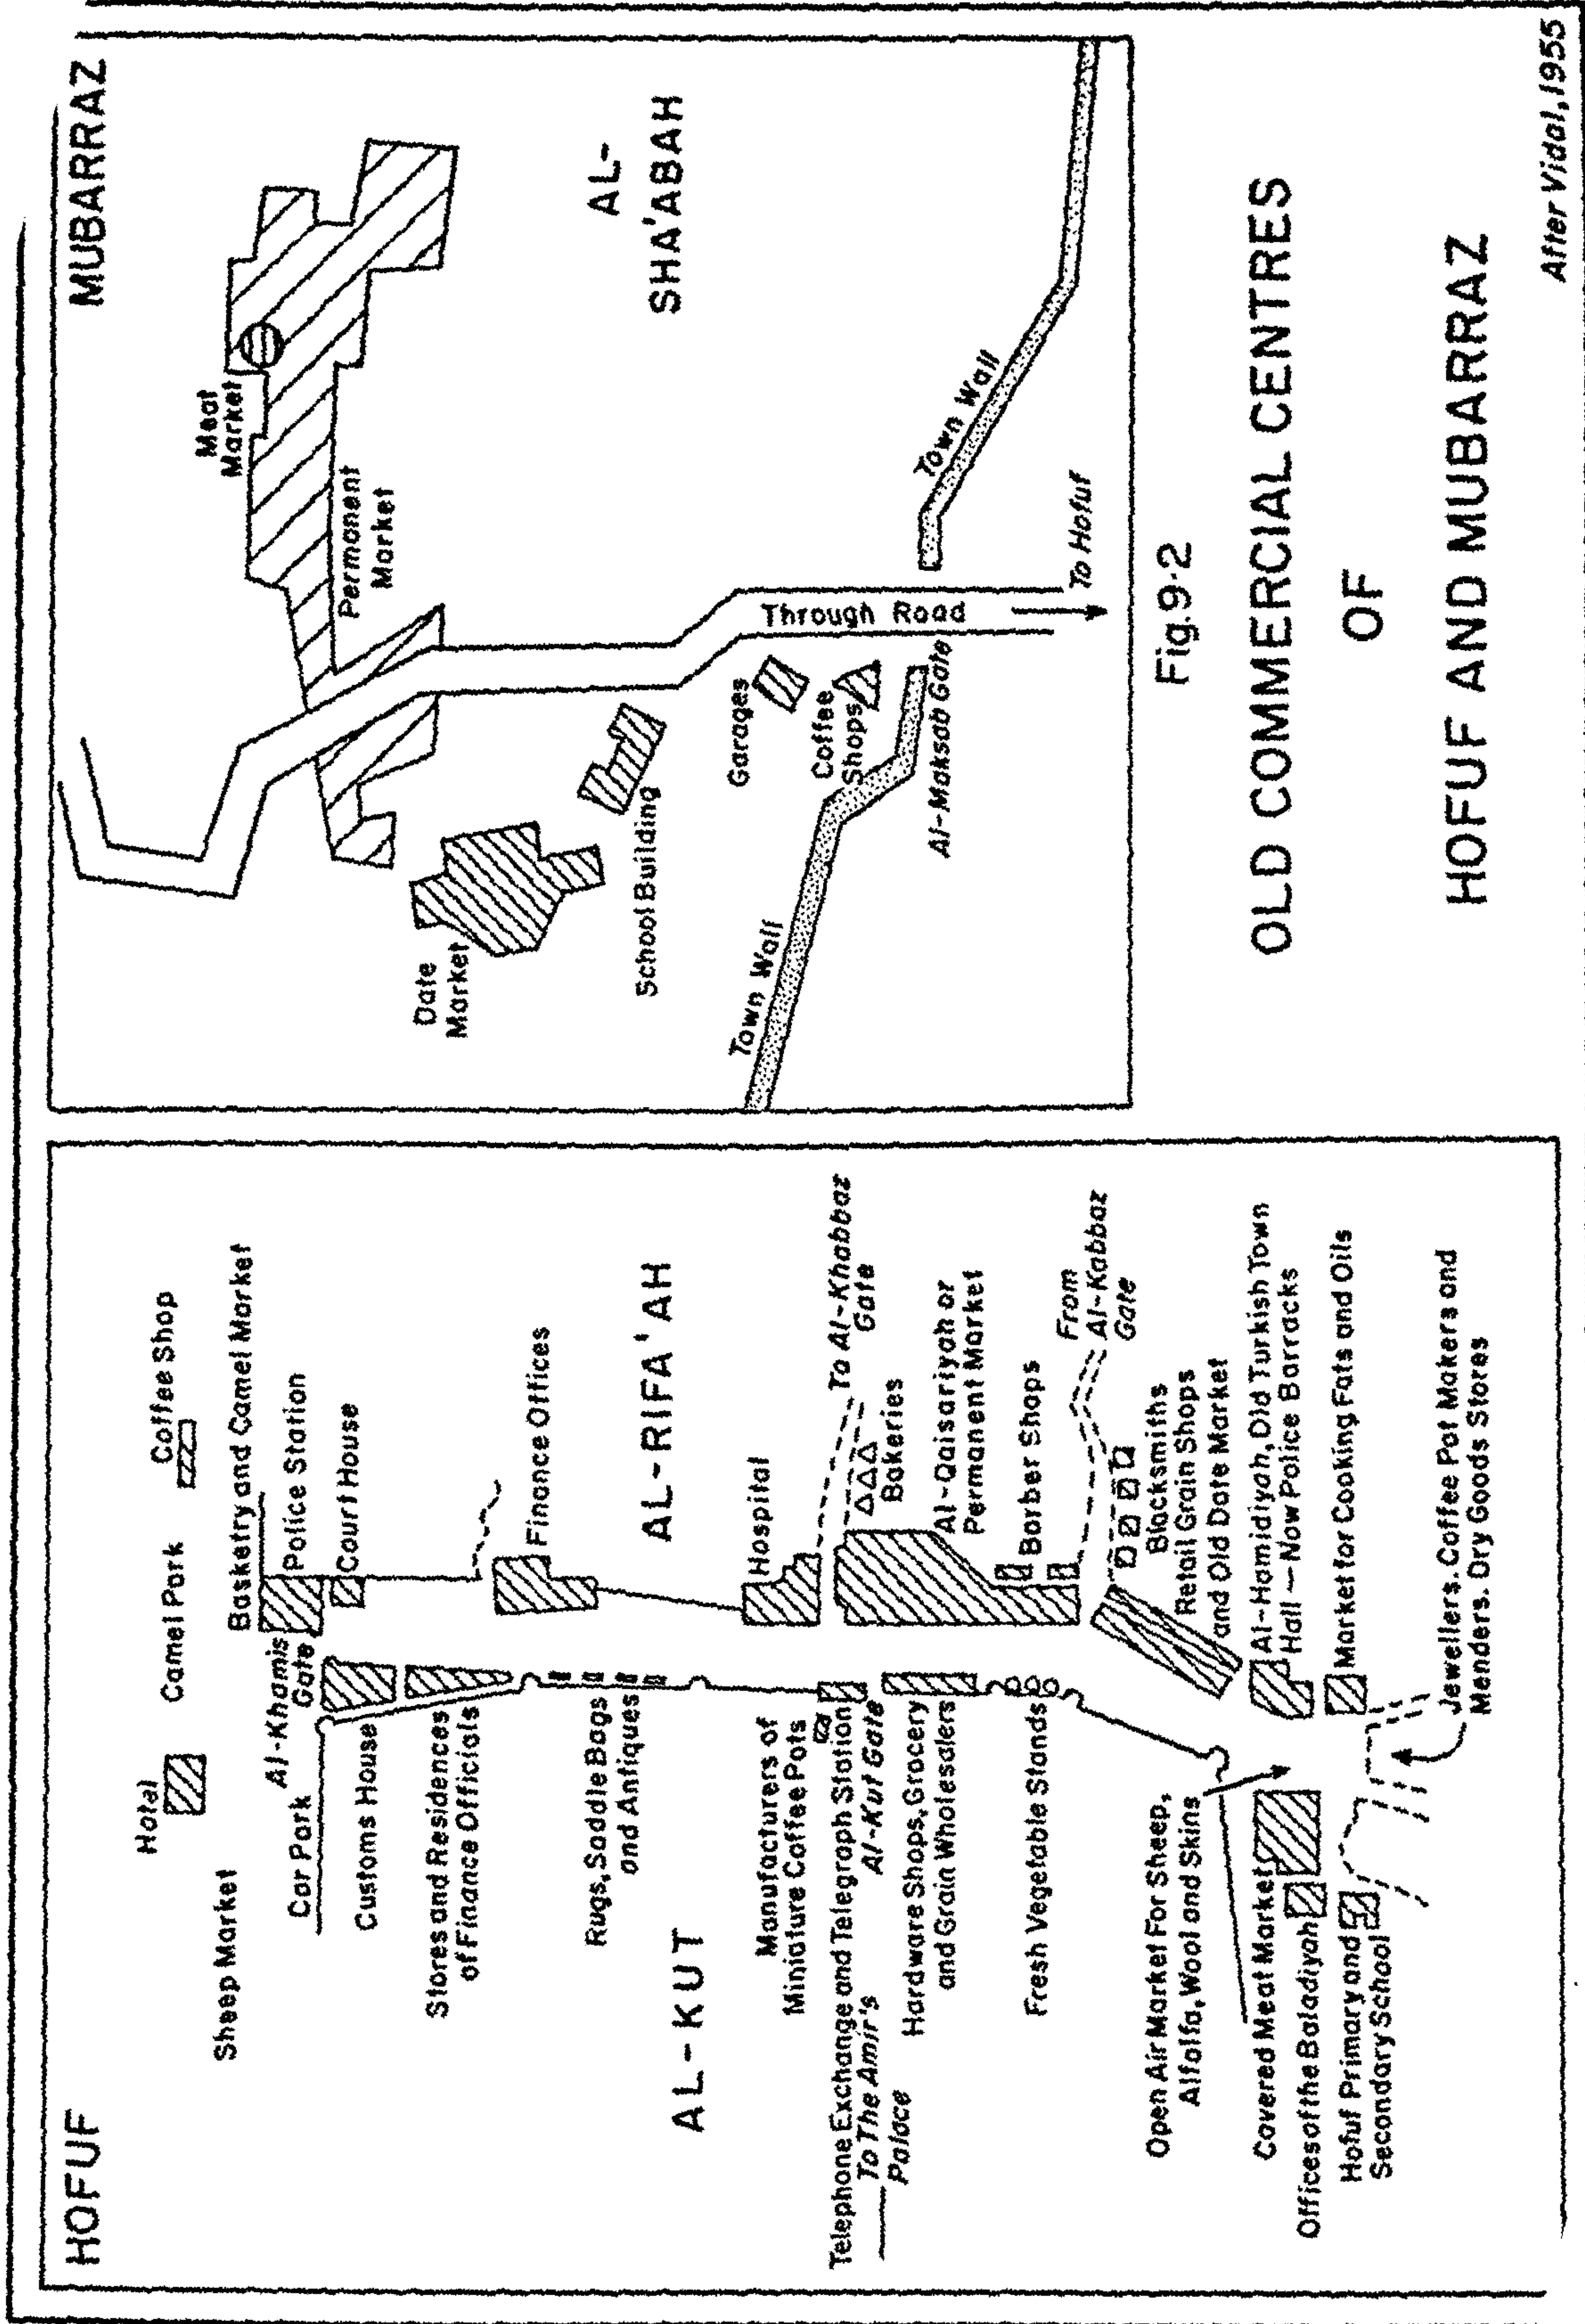 HOFUF
Hotel
Camel Park
Coffee Shop
Sheep Market
Basketry and Camel Market
Al-Khamis
Gate
Car Park
Police Station
Court House
Customs House
Stores and Residences
of Finance Officials
Finance Offices
Rugs, Saddle Bags
and Antiques
AL-RIFA'AH
AL-KUT
Manufacturers of
Miniature Coffee Pots
Hospital
Telephone Exchange and Telegraph Station
To The Amir's
Palace
Al-Kut Gate
To Al-Khabbaz
Gate
Bakeries
Hardware Shops, Grocery
and Grain Wholesalers
Al-Qaisariyah or
Permanent Market
Fresh Vegetable Stands
Barber Shops
From
Al-Kabbaz
Gate
Blacksmiths
Retail Grain Shops
and Old Date Market
Open Air Market For Sheep,
Alfalfa, Wool and Skins
Covered Meat Market
Al-Hamidiyah, Old Turkish Town
Hall - Now Police Barracks
Offices of the Baladiyah
Market for Cooking Fats and Oils
Hofuf Primary and
Secondary School
Jewellers. Coffee Pot Makers and
Menders. Dry Goods Stores
MUBARRAZ
Meat
Market
Permanent
Market
Date
Market
School Building
AL-
SHA'ABAH
Garages
Coffee
Shops
Through Road
Town Wall
Town Wall
Al-Maksab Gate
To Hofuf
Fig.9-2
OLD COMMERCIAL CENTRES
OF
HOFUF AND MUBARRAZ
After Vidal, 1955